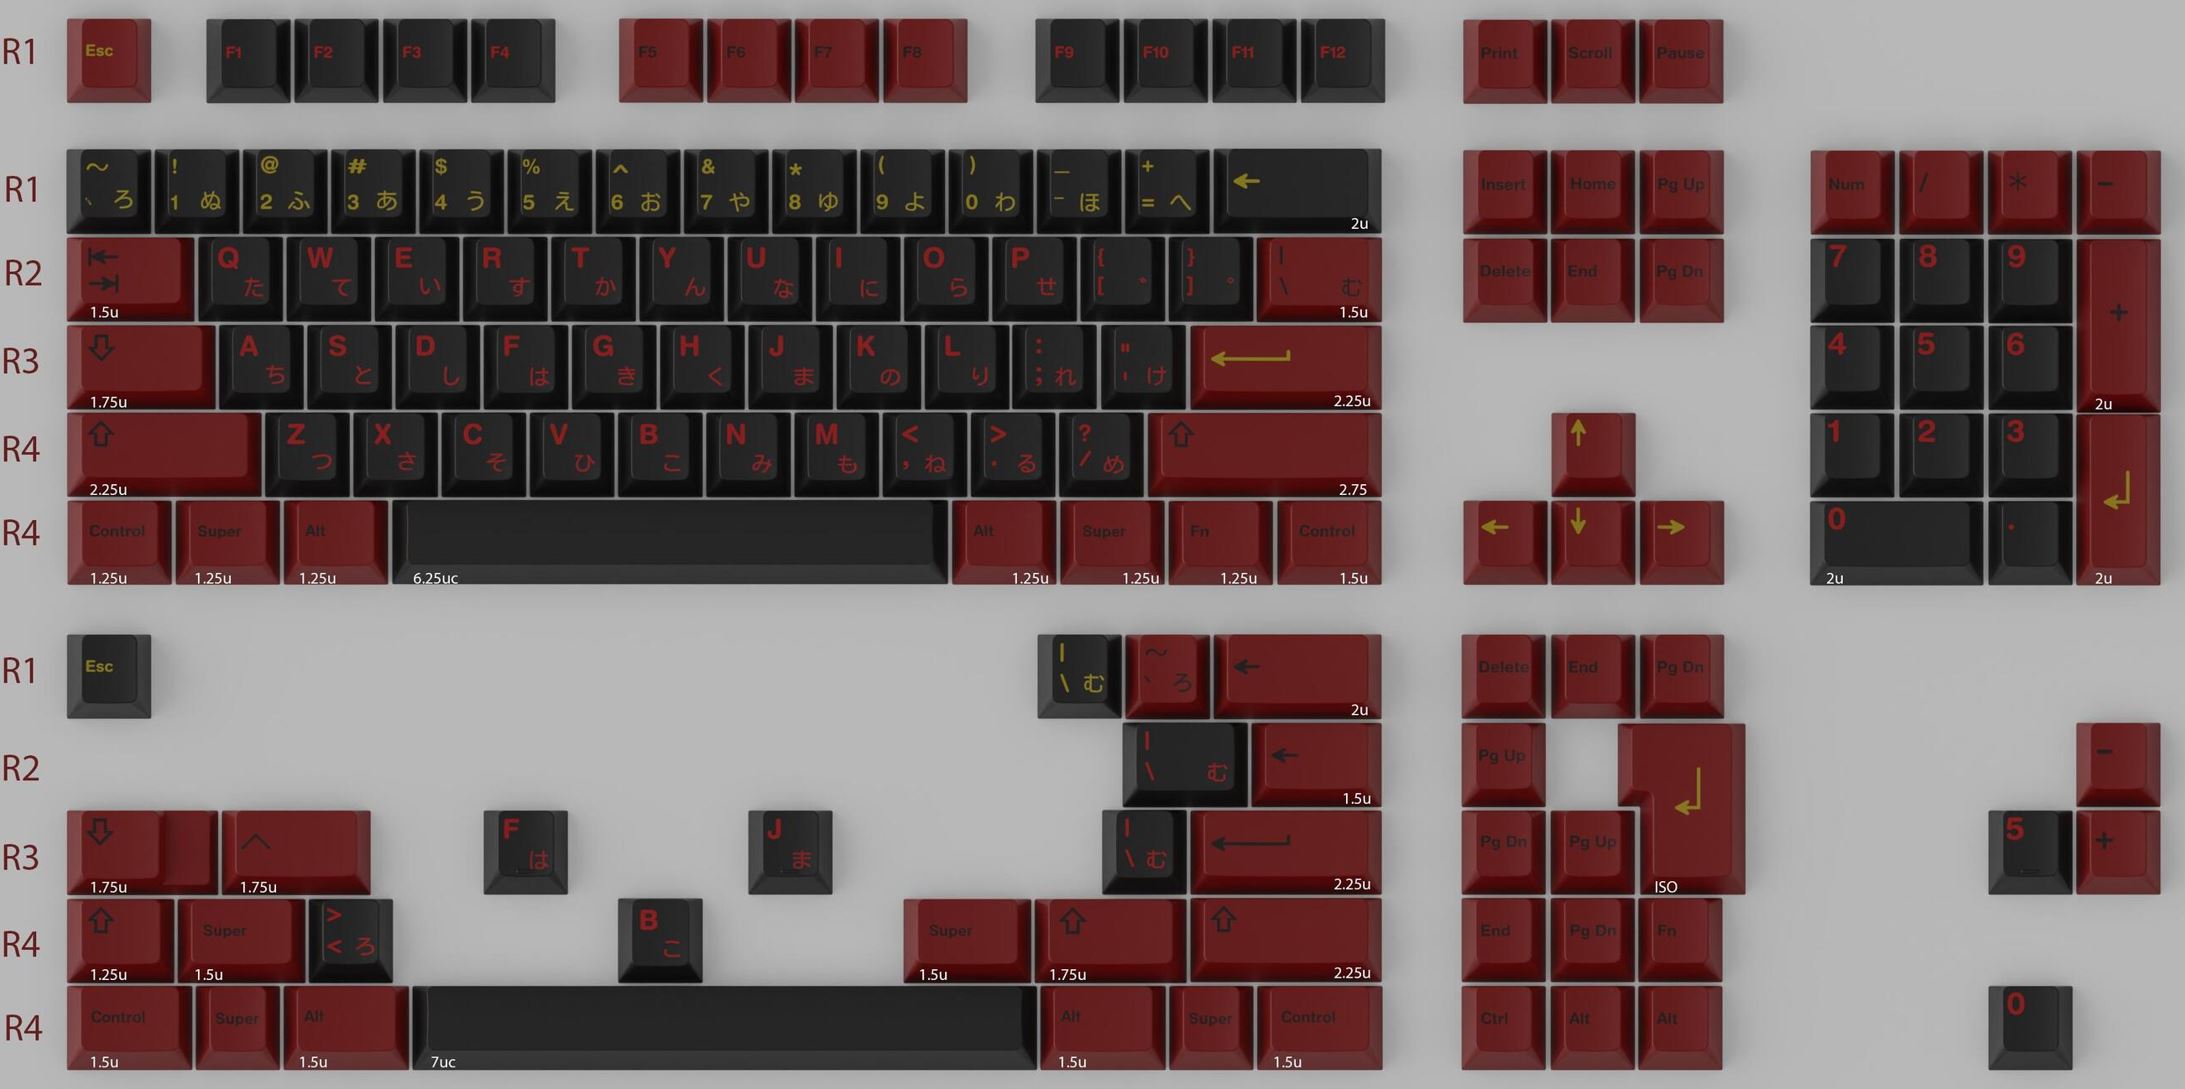 R1 Esc F1 F2 F3 F4 F5 F6 F7 F8 F9 F10 F11 F12 Print Scroll Pause
R1 ~ ` ろ ! 1 ぬ @ 2 ふ # 3 あ $ 4 う % 5 え ^ 6 お & 7 や * 8 ゆ ( 9 よ ) 0 わ _ - ほ + = へ ← 2u Insert Home Pg Up Num / * -
R2 ⇤ ⇥ 1.5u Q た W て E い R す T か Y ん U な I に O ら P せ { [ ゛ } ] ゜ | \ む 1.5u Delete End Pg Dn 7 8 9 + 2u
R3 ⇩ 1.75u A ち S と D し F は G き H く J ま K の L り : ; れ " ' け ↵ 2.25u 4 5 6
R4 ⇧ 2.25u Z つ X さ C そ V ひ B こ N み M も < , ね > . る ? / め ⇧ 2.75 ↑ 1 2 3 ↵ 2u
R4 Control 1.25u Super 1.25u Alt 1.25u 6.25uc Alt 1.25u Super 1.25u Fn 1.25u Control 1.5u ← ↓ → 0 2u .
R1 Esc | \ む ~ ` ろ ← 2u Delete End Pg Dn
R2 | \ む ← 1.5u Pg Up ↵ ISO -
R3 ⇩ 1.75u ^ 1.75u F は J ま | \ む ↵ 2.25u Pg Dn Pg Up 5 +
R4 ⇧ 1.25u Super 1.5u > < ろ B こ Super 1.5u ⇧ 1.75u ⇧ 2.25u End Pg Dn Fn
R4 Control 1.5u Super Alt 1.5u 7uc Alt 1.5u Super Control 1.5u Ctrl Alt Alt 0